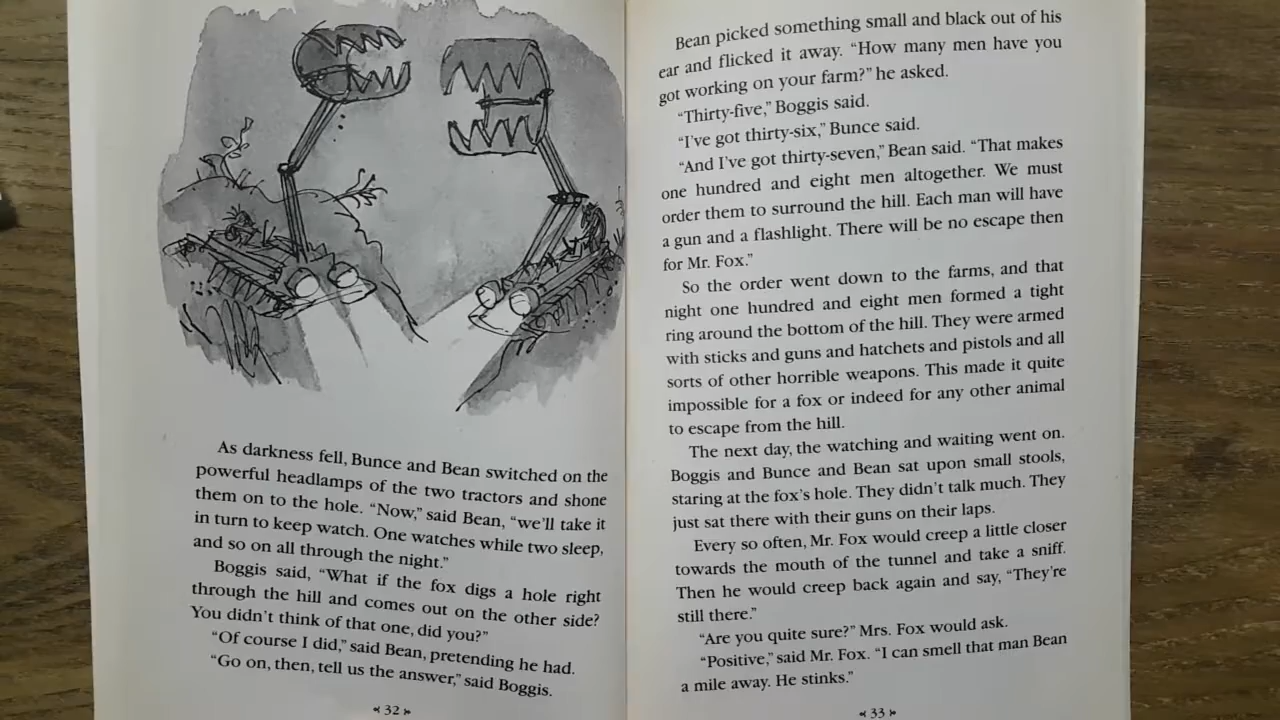 As darkness fell, Bunce and Bean switched on the
powerful headlamps of the two tractors and shone
them on to the hole. “Now,” said Bean, “we’ll take it
in turn to keep watch. One watches while two sleep,
and so on all through the night.”
Boggis said, “What if the fox digs a hole right
through the hill and comes out on the other side?
You didn’t think of that one, did you?”
“Of course I did,” said Bean, pretending he had.
“Go on, then, tell us the answer,” said Boggis.
32
Bean picked something small and black out of his
ear and flicked it away. “How many men have you
got working on your farm?” he asked.
“Thirty-five,” Boggis said.
“I’ve got thirty-six,” Bunce said.
“And I’ve got thirty-seven,” Bean said. “That makes
one hundred and eight men altogether. We must
order them to surround the hill. Each man will have
a gun and a flashlight. There will be no escape then
for Mr. Fox.”
So the order went down to the farms, and that
night one hundred and eight men formed a tight
ring around the bottom of the hill. They were armed
with sticks and guns and hatchets and pistols and all
sorts of other horrible weapons. This made it quite
impossible for a fox or indeed for any other animal
to escape from the hill.
The next day, the watching and waiting went on.
Boggis and Bunce and Bean sat upon small stools,
staring at the fox’s hole. They didn’t talk much. They
just sat there with their guns on their laps.
Every so often, Mr. Fox would creep a little closer
towards the mouth of the tunnel and take a sniff.
Then he would creep back again and say, “They’re
still there.”
“Are you quite sure?” Mrs. Fox would ask.
“Positive,” said Mr. Fox. “I can smell that man Bean
a mile away. He stinks.”
33